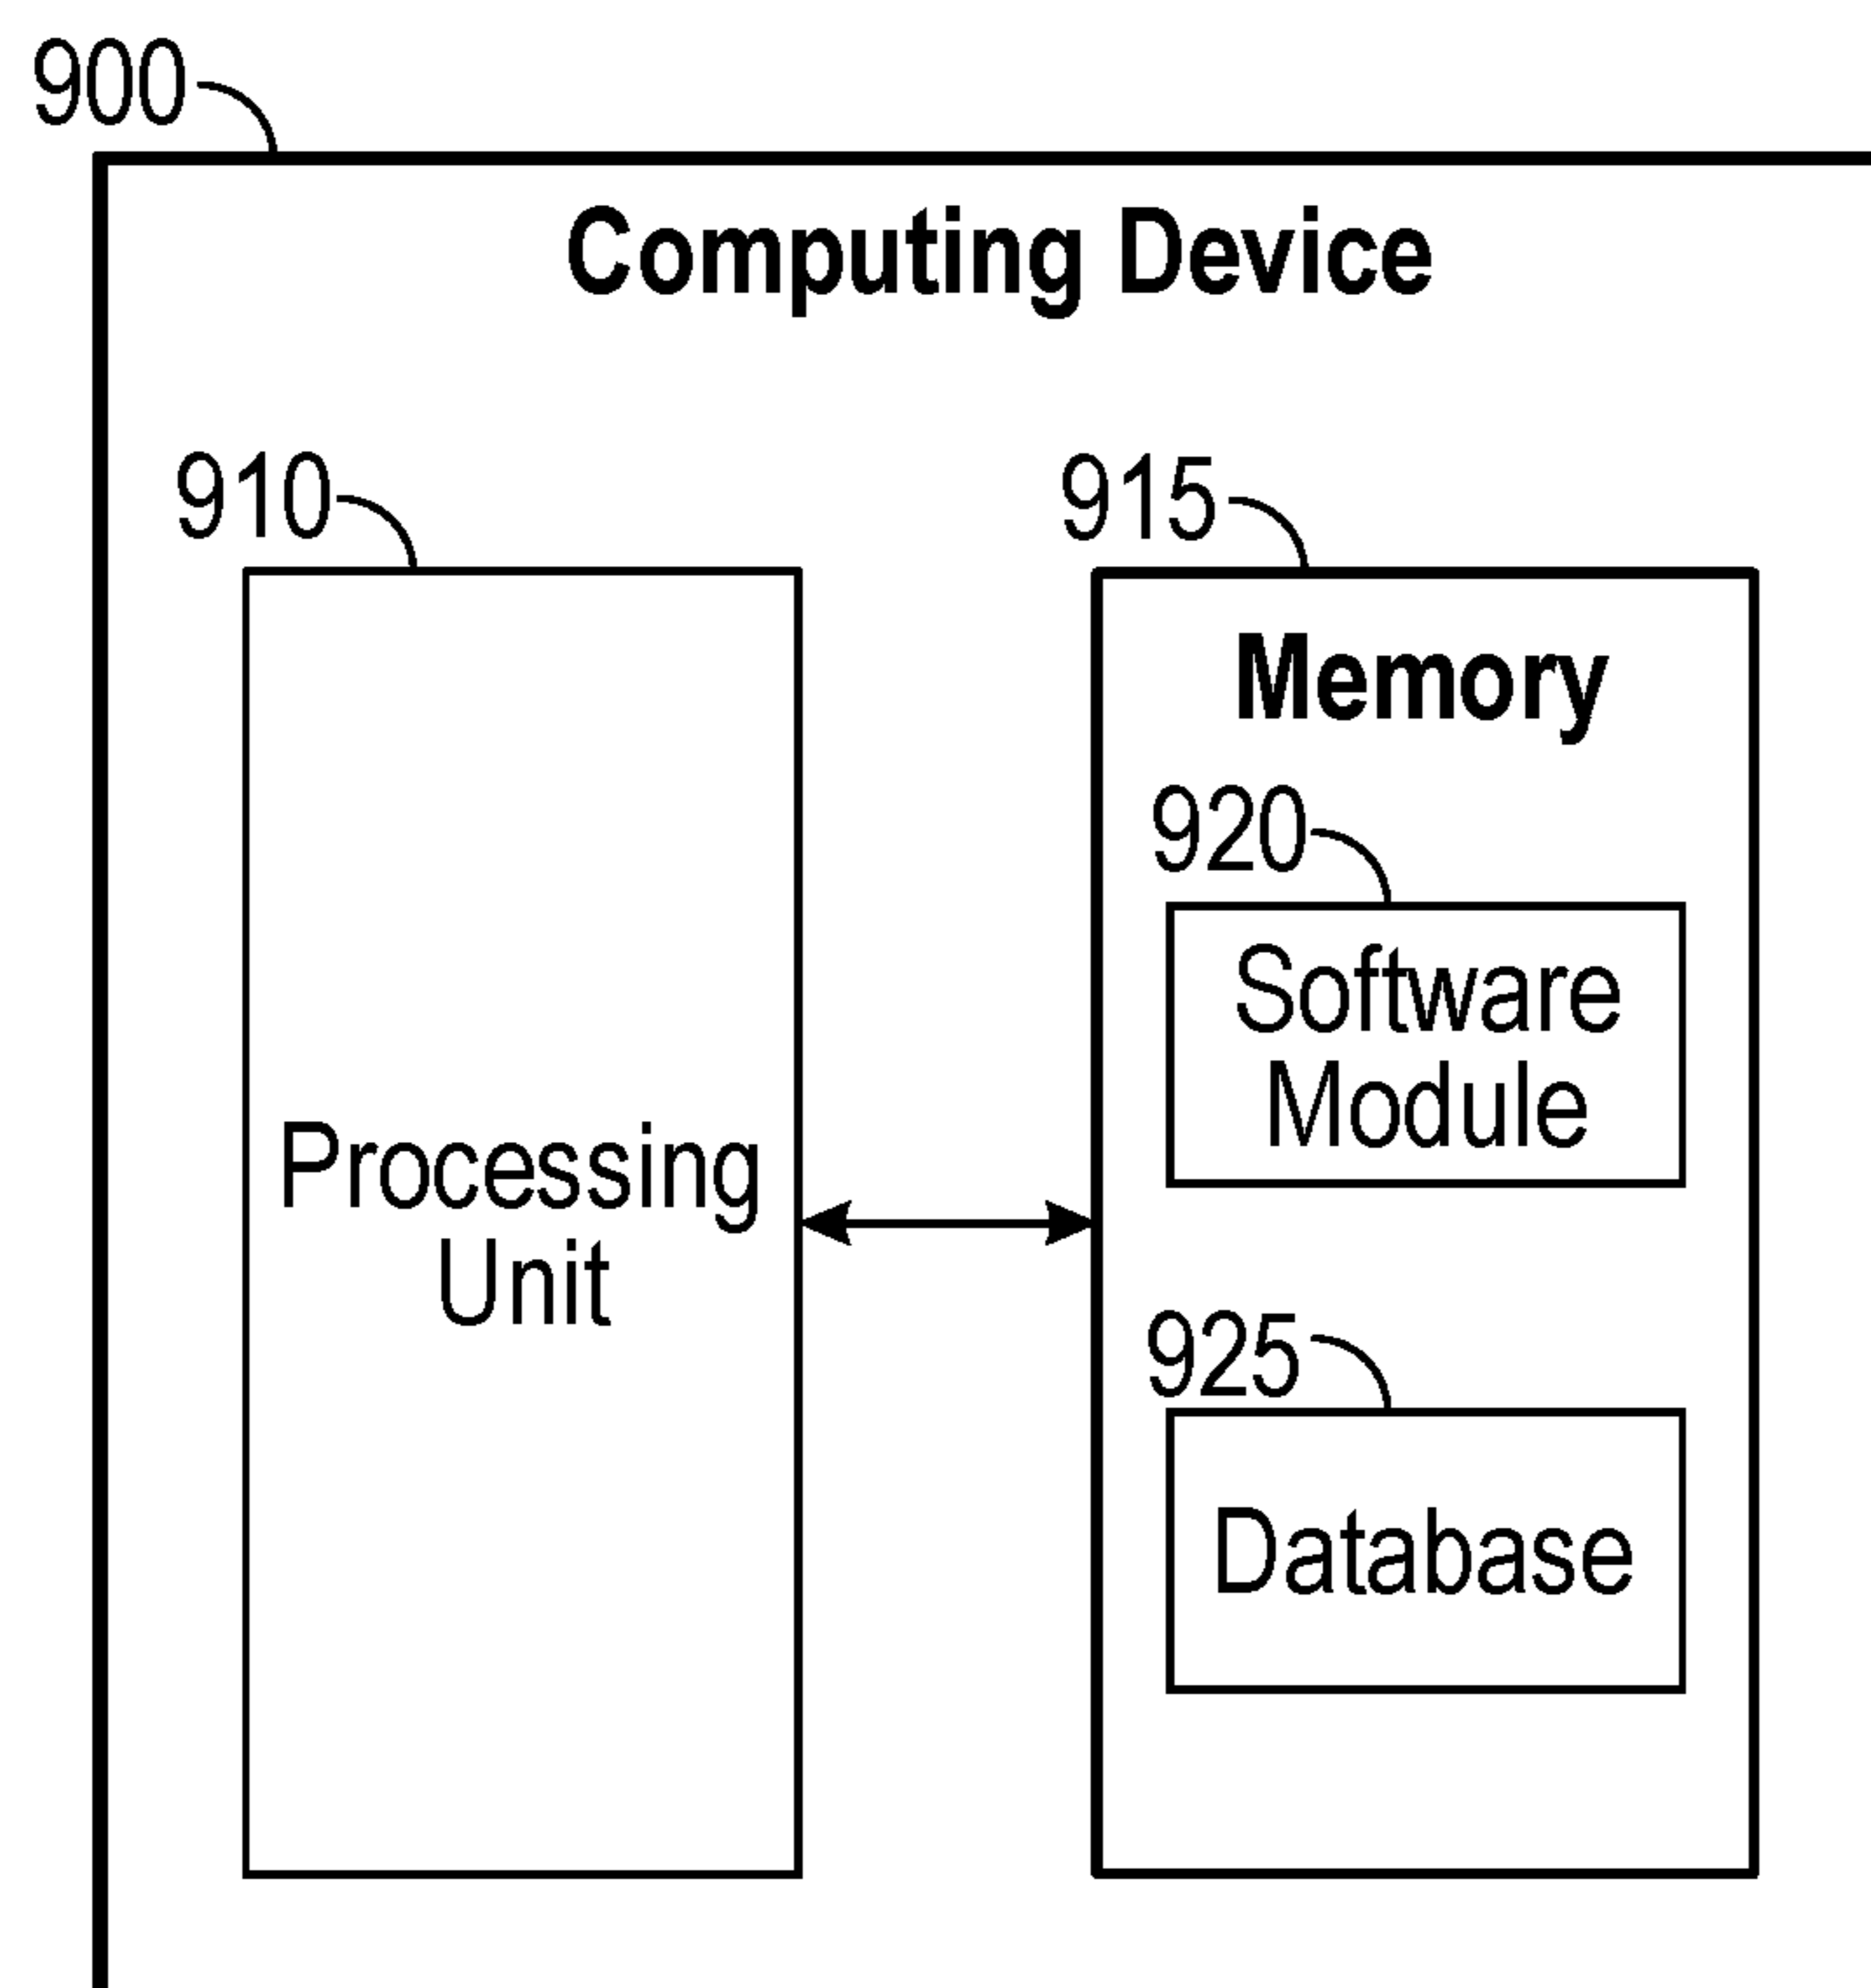 900
Computing Device
910
915
Memory
920
Software
Module
Processing
Unit
925
Database